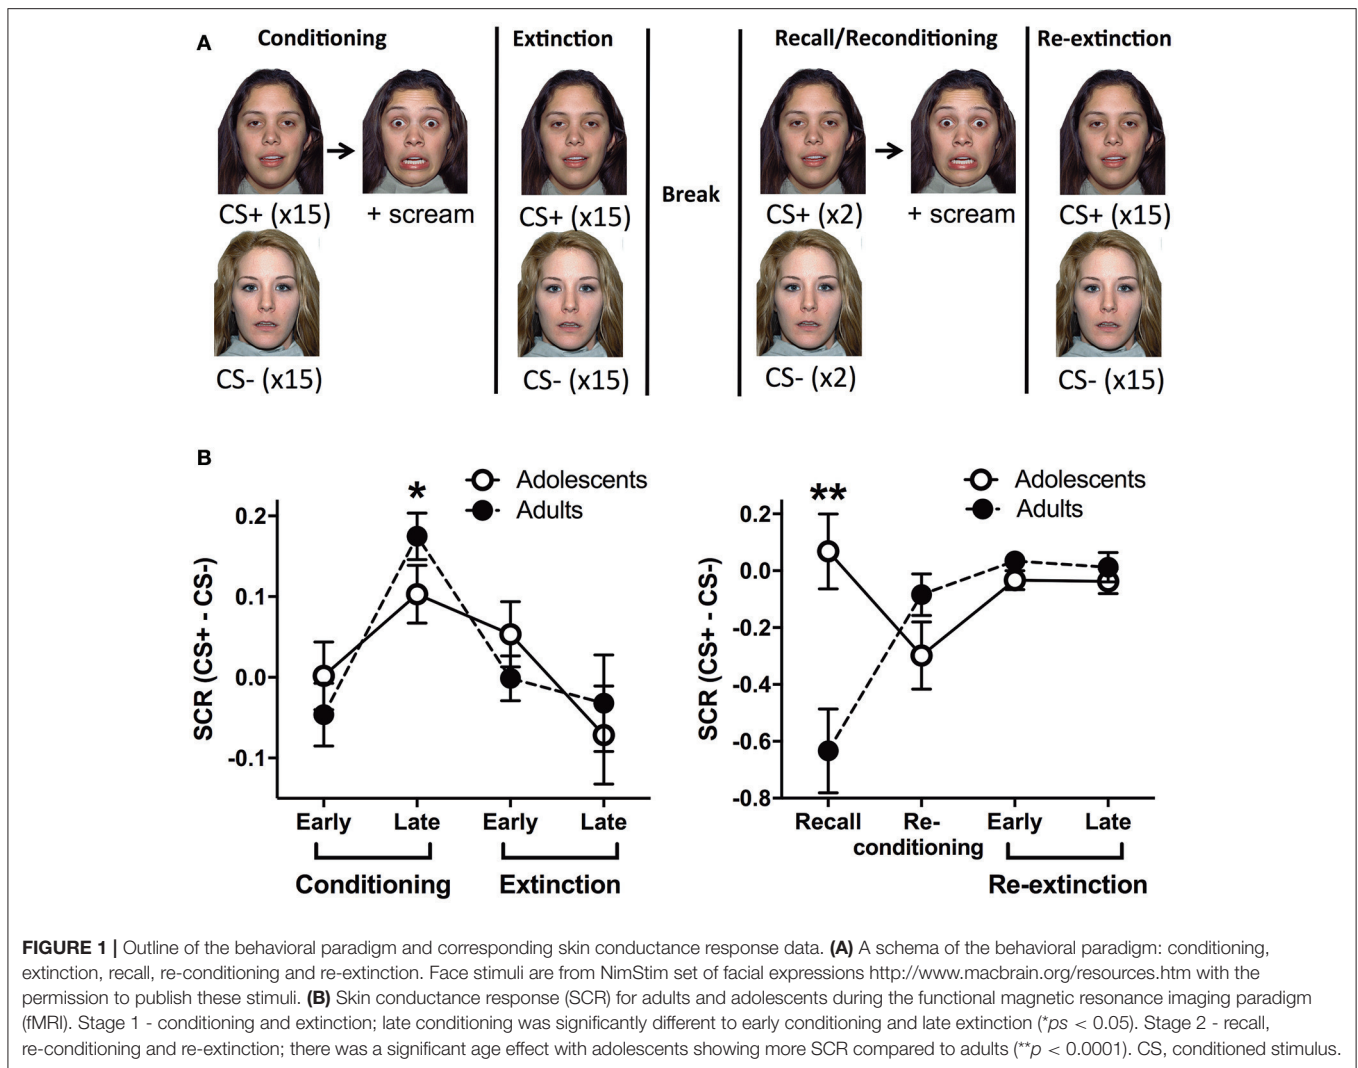 A
Conditioning
Extinction
Recall/Reconditioning
Re-extinction
CS+ (x15)
+ scream
CS+ (x15)
Break
CS+ (x2)
+ scream
CS+ (x15)
CS- (x15)
CS- (x15)
CS- (x2)
CS- (x15)
B
Adolescents
Adults
*
0.2
0.1
0.0
-0.1
SCR (CS+ - CS-)
Early
Late
Early
Late
Conditioning
Extinction
Adolescents
Adults
**
0.2
0.0
-0.2
-0.4
-0.6
-0.8
SCR (CS+ - CS-)
Recall
Re-
conditioning
Early
Late
Re-extinction
FIGURE 1 | Outline of the behavioral paradigm and corresponding skin conductance response data. (A) A schema of the behavioral paradigm: conditioning,
extinction, recall, re-conditioning and re-extinction. Face stimuli are from NimStim set of facial expressions http://www.macbrain.org/resources.htm with the
permission to publish these stimuli. (B) Skin conductance response (SCR) for adults and adolescents during the functional magnetic resonance imaging paradigm
(fMRI). Stage 1 - conditioning and extinction; late conditioning was significantly different to early conditioning and late extinction (*ps < 0.05). Stage 2 - recall,
re-conditioning and re-extinction; there was a significant age effect with adolescents showing more SCR compared to adults (**p < 0.0001). CS, conditioned stimulus.